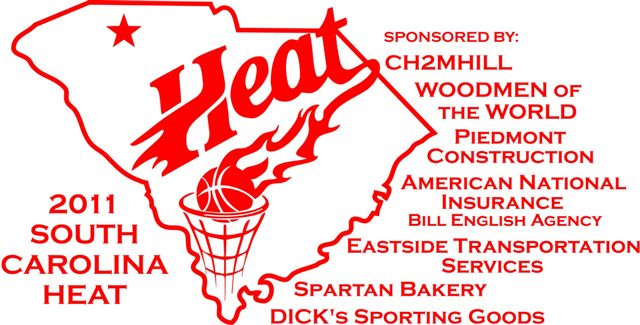 Heat
2011
SOUTH
CAROLINA
HEAT
SPONSORED BY:
CH2MHILL
WOODMEN OF
THE WORLD
PIEDMONT
CONSTRUCTION
AMERICAN NATIONAL
INSURANCE
BILL ENGLISH AGENCY
EASTSIDE TRANSPORTATION
SERVICES
SPARTAN BAKERY
DICK's SPORTING GOODS